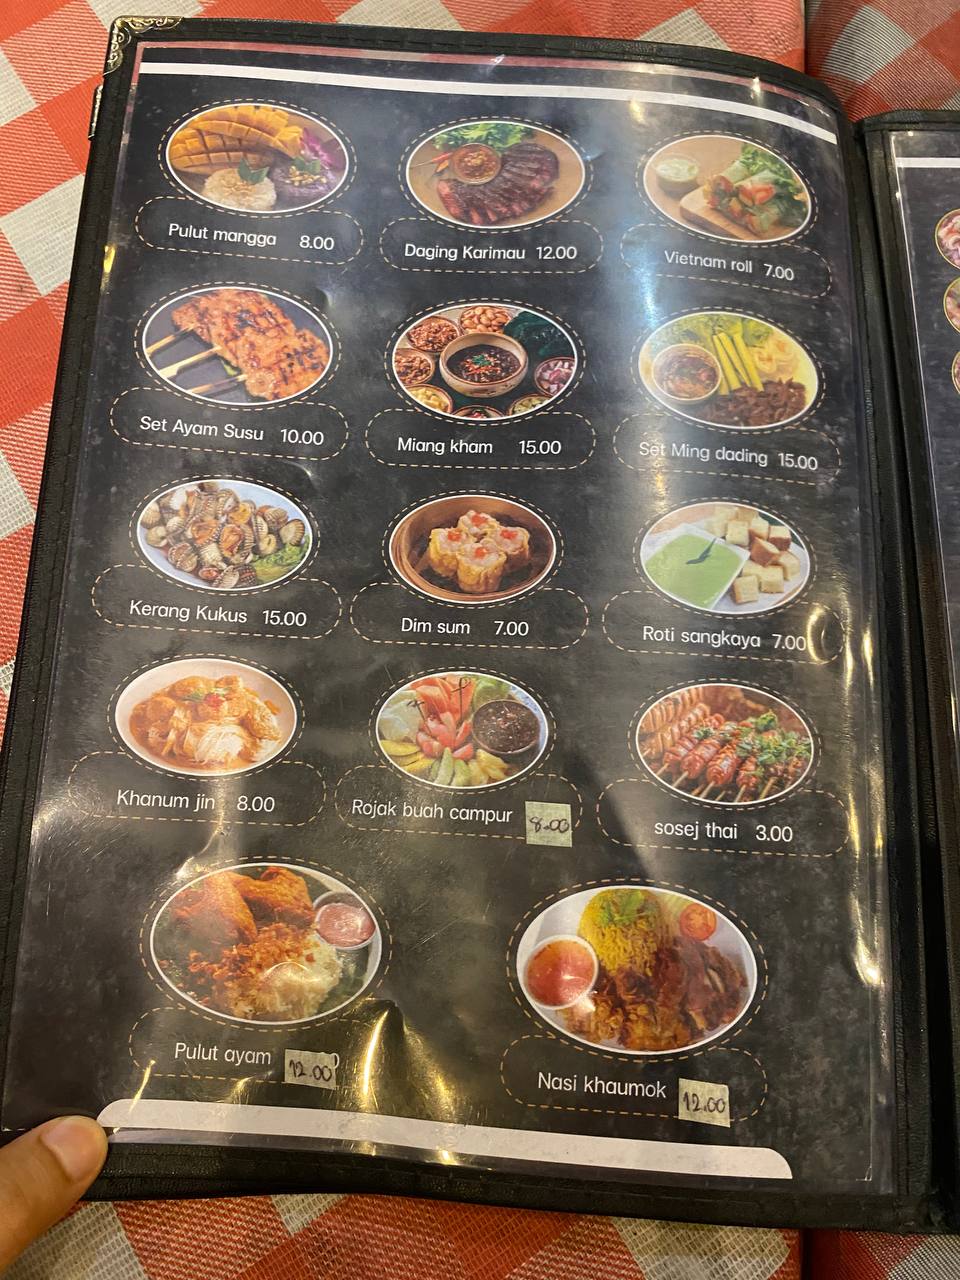 Pulut mangga 8.00
Daging Karimau 12.00
Vietnam roll 7.00
Set Ayam Susu 10.00
Miang kham 15.00
Set Ming dading 15.00
Kerang Kukus 15.00
Dim sum 7.00
Roti sangkaya 7.00
Khanum jin 8.00
Rojak buah campur 8.00
sosej thai 3.00
Pulut ayam 12.00
Nasi khaumok 12.00